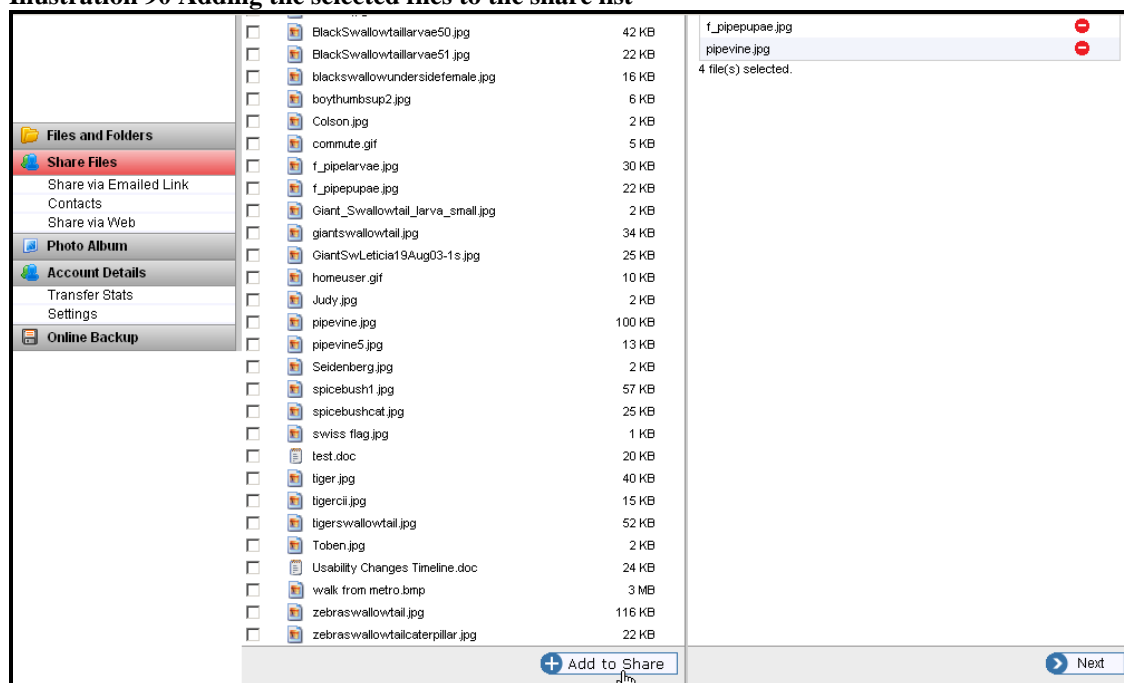 Illustration 90 Adding the selected files to the share list
Files and Folders
Share Files
Share via Emailed Link
Contacts
Share via Web
Photo Album
Account Details
Transfer Stats
Settings
Online Backup
BlackSwallowtaillarvae50.jpg 42 KB
BlackSwallowtaillarvae51.jpg 22 KB
blackswallowundersidefemale.jpg 16 KB
boythumbsup2.jpg 6 KB
Colson.jpg 2 KB
commute.gif 5 KB
f_pipelarvae.jpg 30 KB
f_pipepupae.jpg 22 KB
Giant_Swallowtail_larva_small.jpg 2 KB
giantswallowtail.jpg 34 KB
GiantSwLeticia19Aug03-1s.jpg 25 KB
homeuser.gif 10 KB
Judy.jpg 2 KB
pipevine.jpg 100 KB
pipevine5.jpg 13 KB
Seidenberg.jpg 2 KB
spicebush1.jpg 57 KB
spicebushcat.jpg 25 KB
swiss flag.jpg 1 KB
test.doc 20 KB
tiger.jpg 40 KB
tigercii.jpg 15 KB
tigerswallowtail.jpg 52 KB
Toben.jpg 2 KB
Usability Changes Timeline.doc 24 KB
walk from metro.bmp 3 MB
zebraswallowtail.jpg 116 KB
zebraswallowtailcaterpillar.jpg 22 KB
Add to Share
f_pipepupae.jpg
pipevine.jpg
4 file(s) selected.
Next